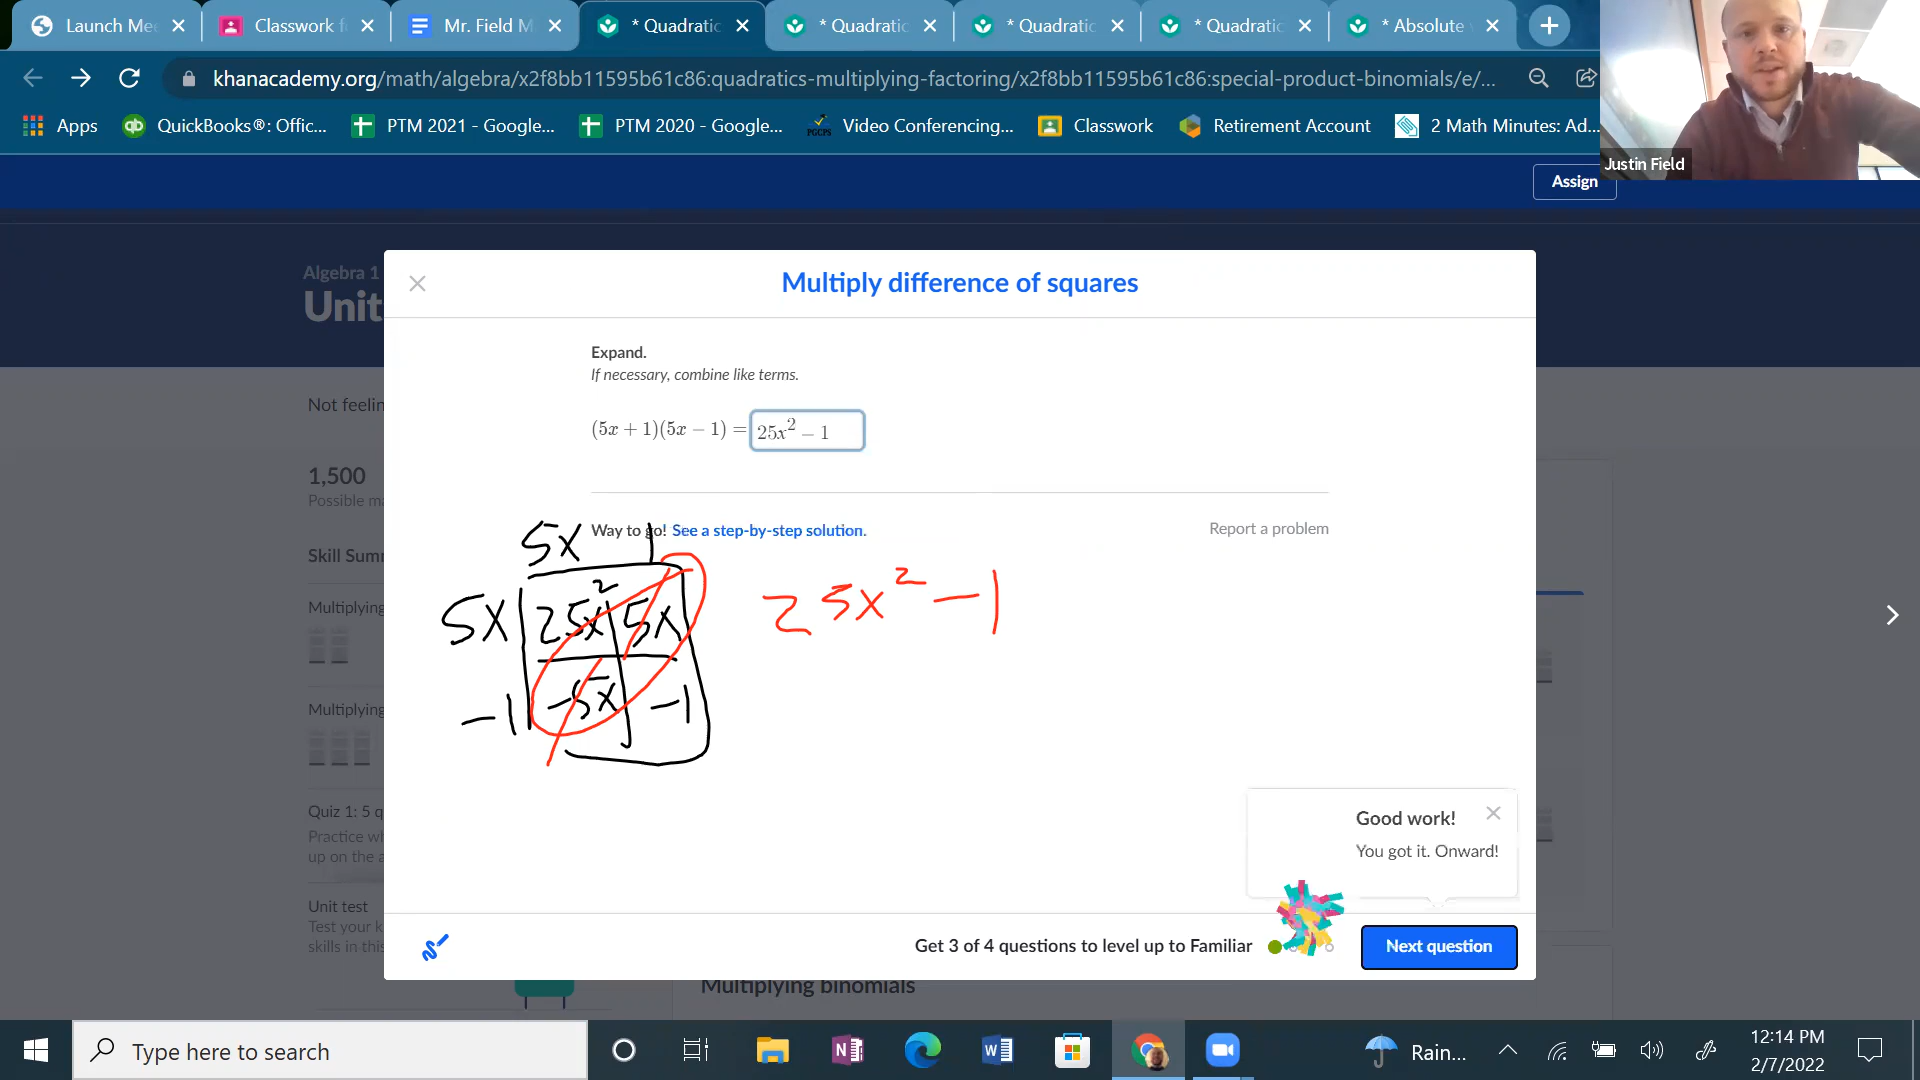 Launch Mee
Classwork f
Mr. Field M
* Quadratic
* Quadratic
* Quadratic
* Quadratic
* Absolute v
khanacademy.org/math/algebra/x2f8bb11595b61c86:quadratics-multiplying-factoring/x2f8bb11595b61c86:special-product-binomials/e/...
Apps
QuickBooks®: Offic...
PTM 2021 - Google...
PTM 2020 - Google...
PGCPS
Video Conferencing...
Classwork
Retirement Account
2 Math Minutes: Ad...
Justin Field
Assign
Algebra 1
Unit
Multiply difference of squares
Expand.
If necessary, combine like terms.
(5x + 1)(5x − 1) = 25x² − 1
Not feelin
1,500
Possible ma
Way to go! See a step-by-step solution.
Report a problem
5x 1
Skill Sum
Multiplying
5x 25x² 5x
25x² −1
−1 −5x −1
Multiplying
Quiz 1: 5 q
Practice wh
up on the a
Good work!
You got it. Onward!
Unit test
Test your k
skills in this
Get 3 of 4 questions to level up to Familiar
Next question
Multiplying binomials
Type here to search
Rain...
12:14 PM
2/7/2022